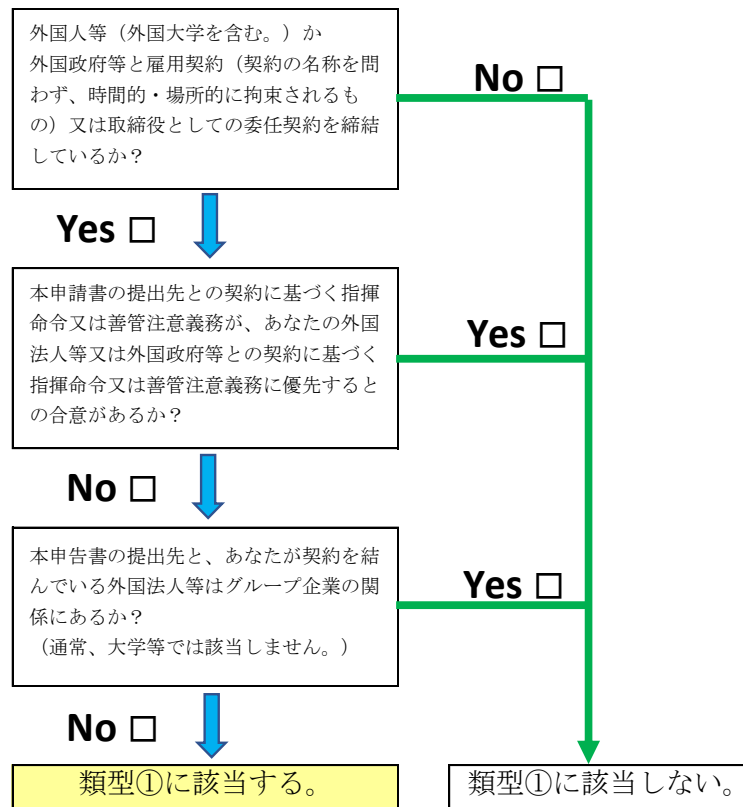 外国人等（外国大学を含む。）か
外国政府等と雇用契約（契約の名称を問
わず、時間的・場所的に拘束されるも
の）又は取締役としての委任契約を締結
しているか？
No □
Yes □
本申請書の提出先との契約に基づく指揮
命令又は善管注意義務が、あなたの外国
法人等又は外国政府等との契約に基づく
指揮命令又は善管注意義務に優先すると
の合意があるか？
Yes □
No □
本申告書の提出先と、あなたが契約を結
んでいる外国法人等はグループ企業の関
係にあるか？
（通常、大学等では該当しません。）
Yes □
No □
類型①に該当する。
類型①に該当しない。